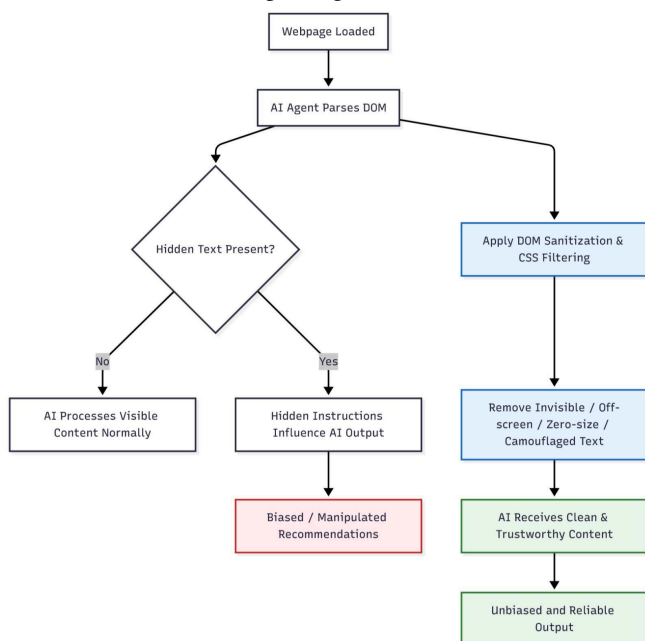 Webpage Loaded
AI Agent Parses DOM
Hidden Text Present?
Apply DOM Sanitization &
CSS Filtering
No
Yes
AI Processes Visible
Content Normally
Hidden Instructions
Influence AI Output
Remove Invisible / Off-
screen / Zero-size /
Camouflaged Text
Biased / Manipulated
Recommendations
AI Receives Clean &
Trustworthy Content
Unbiased and Reliable
Output